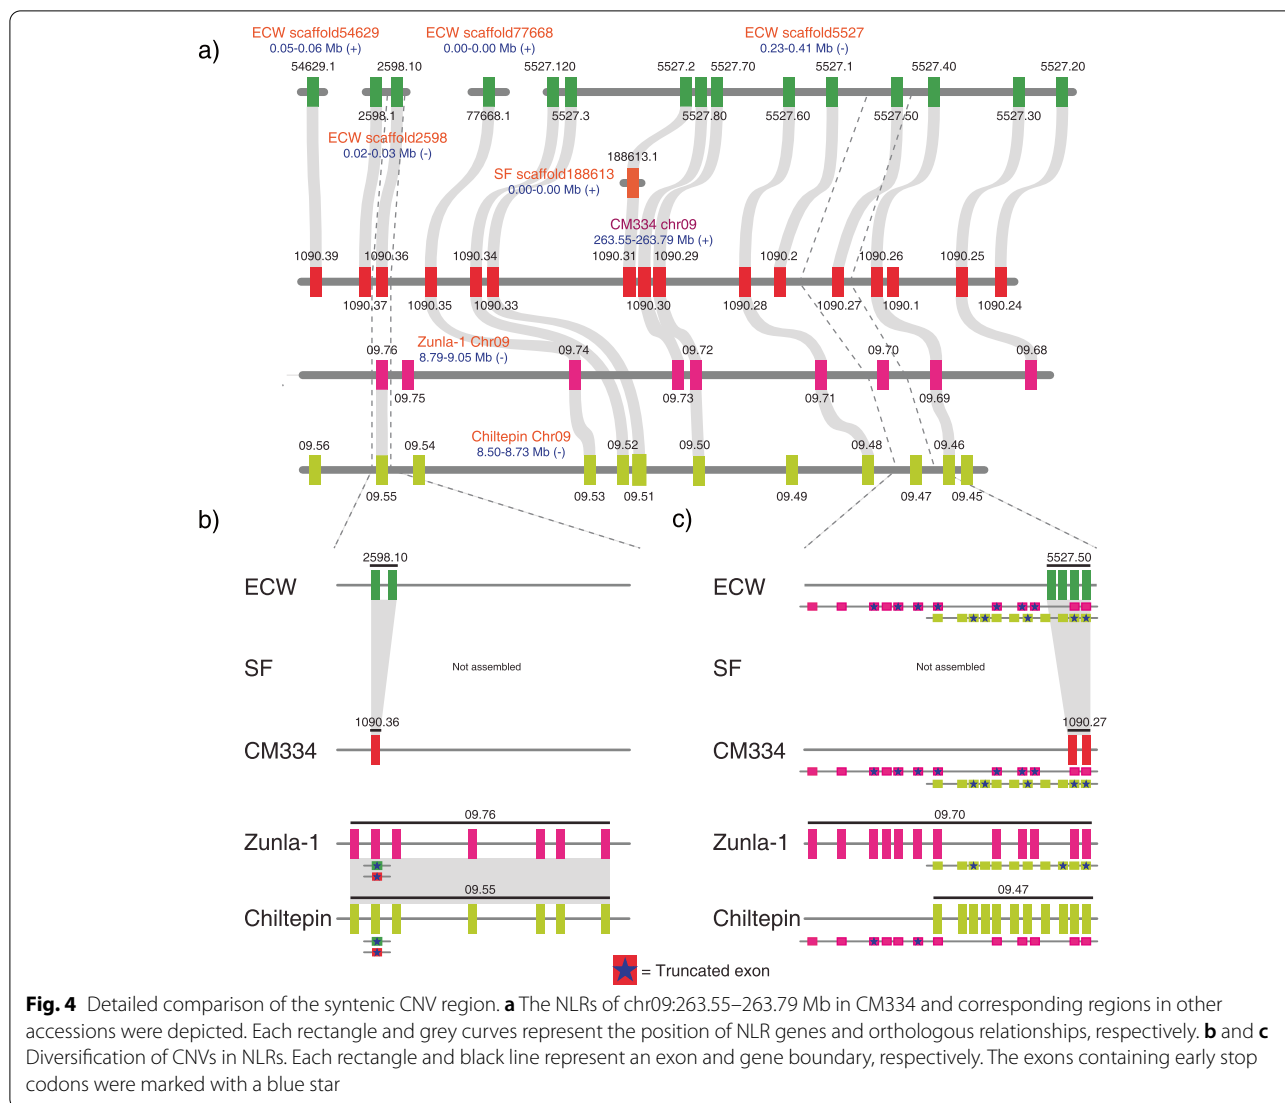 a)
ECW scaffold54629
0.05-0.06 Mb (+)
ECW scaffold77668
0.00-0.00 Mb (+)
ECW scaffold5527
0.23-0.41 Mb (-)
54629.1 2598.10 5527.120 5527.2 5527.70 5527.1 5527.40 5527.20
2598.1 77668.1 5527.3 5527.80 5527.60 5527.50 5527.30
ECW scaffold2598
0.02-0.03 Mb (-)
188613.1
SF scaffold188613
0.00-0.00 Mb (+)
CM334 chr09
263.55-263.79 Mb (+)
1090.39 1090.36 1090.34 1090.31 1090.29 1090.2 1090.26 1090.25
1090.37 1090.35 1090.33 1090.30 1090.28 1090.27 1090.1 1090.24
Zunla-1 Chr09
8.79-9.05 Mb (-)
09.76 09.74 09.72 09.70 09.68
09.75 09.73 09.71 09.69
Chiltepin Chr09
8.50-8.73 Mb (-)
09.56 09.54 09.52 09.50 09.48 09.46
09.55 09.53 09.51 09.49 09.47 09.45
b)
2598.10
ECW
SF
Not assembled
1090.36
CM334
09.76
Zunla-1
09.55
Chiltepin
c)
5527.50
ECW
SF
Not assembled
1090.27
CM334
09.70
Zunla-1
09.47
Chiltepin
= Truncated exon
Fig. 4 Detailed comparison of the syntenic CNV region. a The NLRs of chr09:263.55–263.79 Mb in CM334 and corresponding regions in other
accessions were depicted. Each rectangle and grey curves represent the position of NLR genes and orthologous relationships, respectively. b and c
Diversification of CNVs in NLRs. Each rectangle and black line represent an exon and gene boundary, respectively. The exons containing early stop
codons were marked with a blue star